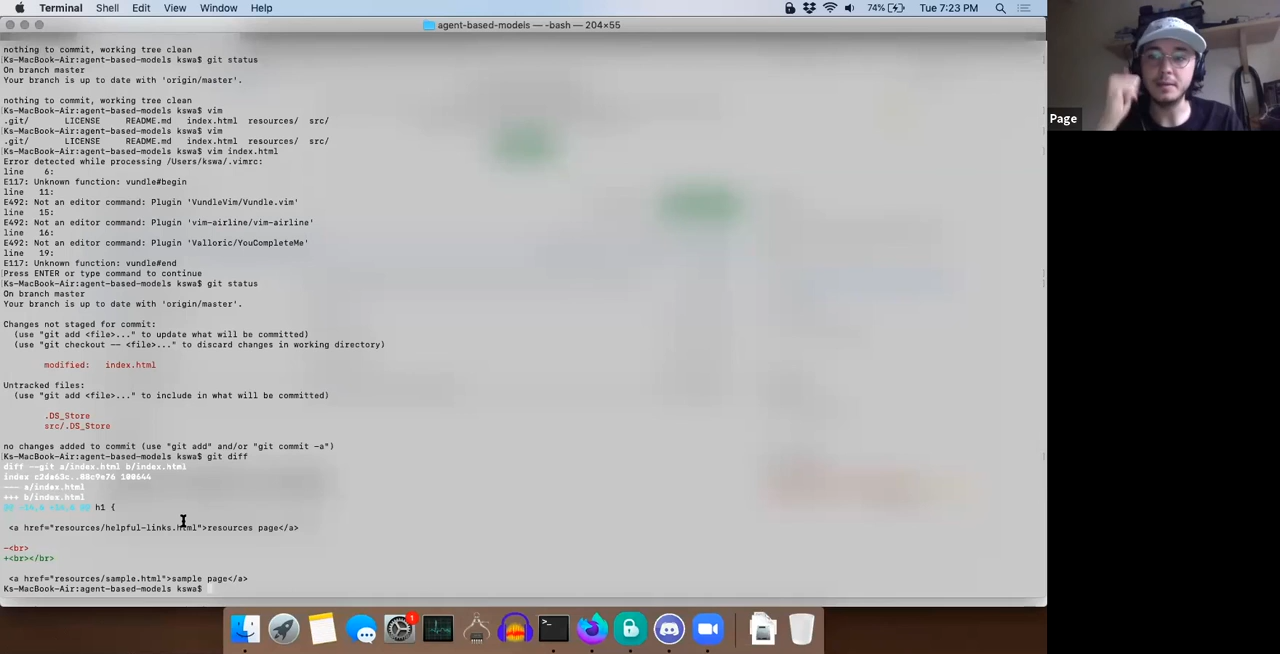 Terminal Shell Edit View Window Help 74% Tue 7:23 PM
agent-based-models — -bash — 204×55
nothing to commit, working tree clean
Ks-MacBook-Air:agent-based-models kswa$ git status
On branch master
Your branch is up to date with 'origin/master'.
nothing to commit, working tree clean
Ks-MacBook-Air:agent-based-models kswa$ vim
.git/ LICENSE README.md index.html resources/ src/
Ks-MacBook-Air:agent-based-models kswa$ vim
.git/ LICENSE README.md index.html resources/ src/
Ks-MacBook-Air:agent-based-models kswa$ vim index.html
Error detected while processing /Users/kswa/.vimrc:
line 6:
E117: Unknown function: vundle#begin
line 11:
E492: Not an editor command: Plugin 'VundleVim/Vundle.vim'
line 15:
E492: Not an editor command: Plugin 'vim-airline/vim-airline'
line 16:
E492: Not an editor command: Plugin 'Valloric/YouCompleteMe'
line 19:
E117: Unknown function: vundle#end
Press ENTER or type command to continue
Ks-MacBook-Air:agent-based-models kswa$ git status
On branch master
Your branch is up to date with 'origin/master'.
Changes not staged for commit:
(use "git add <file>..." to update what will be committed)
(use "git checkout -- <file>..." to discard changes in working directory)
modified: index.html
Untracked files:
(use "git add <file>..." to include in what will be committed)
.DS_Store
src/.DS_Store
no changes added to commit (use "git add" and/or "git commit -a")
Ks-MacBook-Air:agent-based-models kswa$ git diff
diff --git a/index.html b/index.html
index c2da63c..88c9e76 100644
--- a/index.html
+++ b/index.html
h1 {
<a href="resources/helpful-links.html">resources page</a>
-<br>
+<br></br>
<a href="resources/sample.html">sample page</a>
Ks-MacBook-Air:agent-based-models kswa$
Page
1